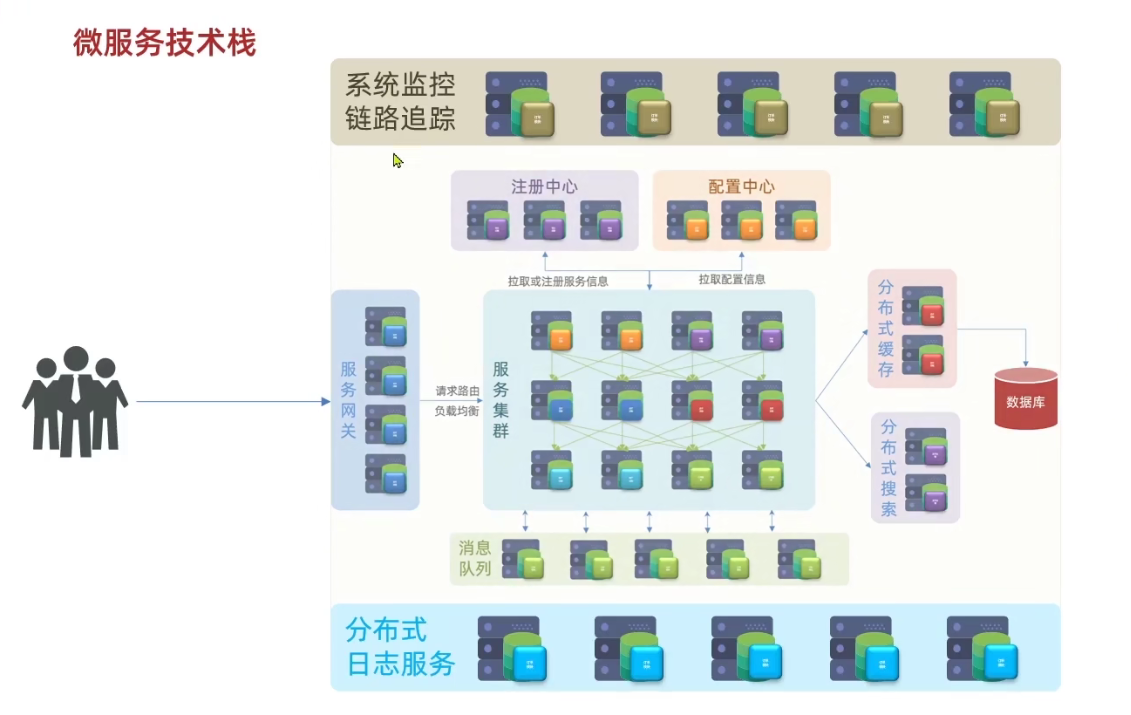 微服务技术栈
系统监控
链路追踪
注册中心
配置中心
拉取或注册服务信息
拉取配置信息
服务网关
请求路由
负载均衡
服务集群
分布式缓存
数据库
分布式搜索
消息
队列
分布式
日志服务